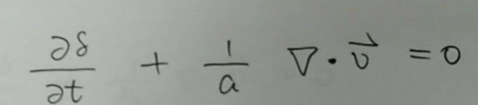 ∂δ/∂t + 1/a ∇·v⃗ = 0